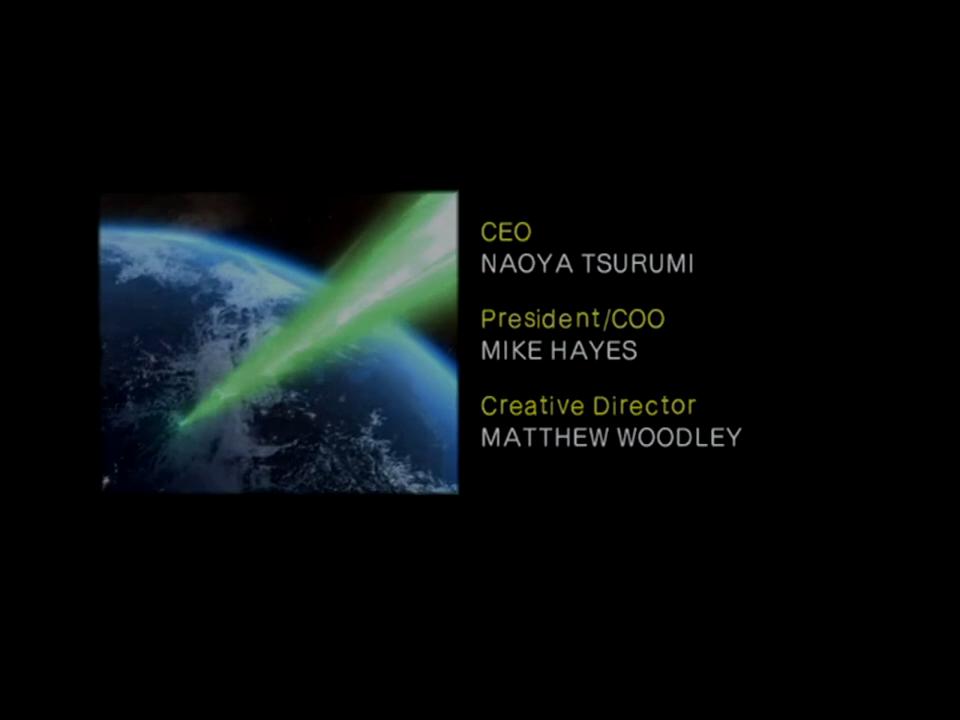 CEO
NAOYA TSURUMI
President/COO
MIKE HAYES
Creative Director
MATTHEW WOODLEY